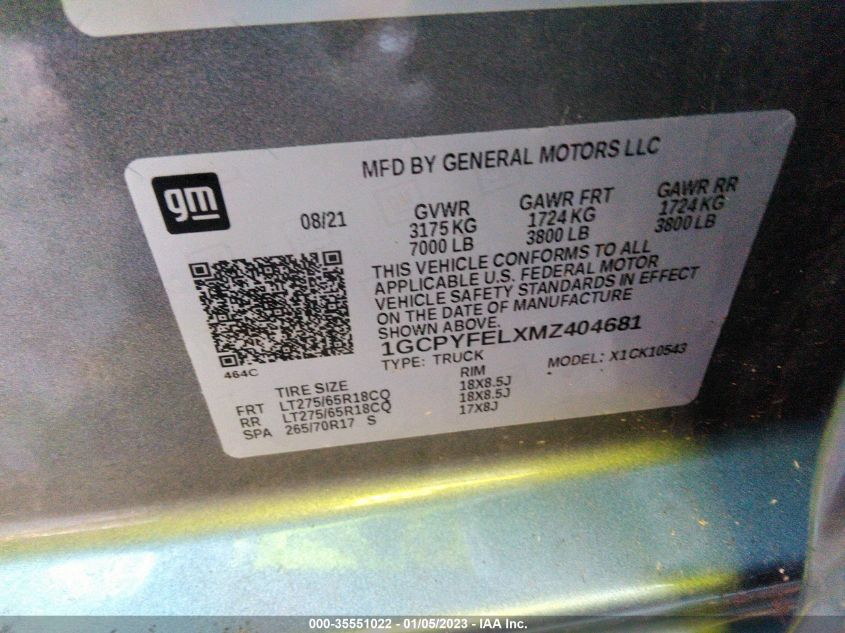 MFD BY GENERAL MOTORS LLC
gm
08/21
GVWR
3175 KG
7000 LB
GAWR FRT
1724 KG
3800 LB
GAWR RR
1724 KG
3800 LB
THIS VEHICLE CONFORMS TO ALL
APPLICABLE U.S. FEDERAL MOTOR
VEHICLE SAFETY STANDARDS IN EFFECT
ON THE DATE OF MANUFACTURE
SHOWN ABOVE.
1GCPYFELXMZ404681
TYPE: TRUCK
MODEL: X1CK10543
464C
TIRE SIZE
RIM
FRT LT275/65R18CQ 18X8.5J
RR LT275/65R18CQ 18X8.5J
SPA 265/70R17 S 17X8J
000-35551022 - 01/05/2023 - IAA Inc.